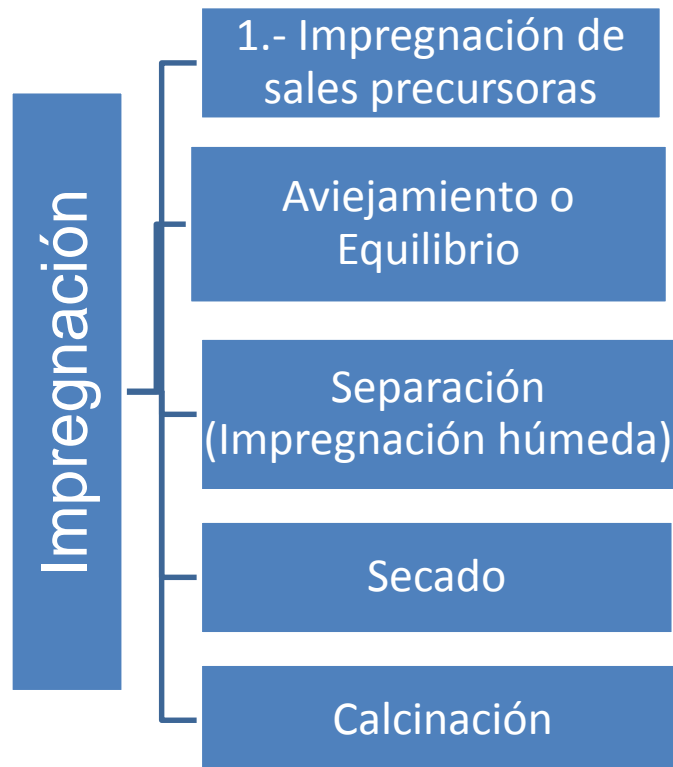 Impregnación
1.- Impregnación de
sales precursoras
Aviejamiento o
Equilibrio
Separación
(Impregnación húmeda)
Secado
Calcinación